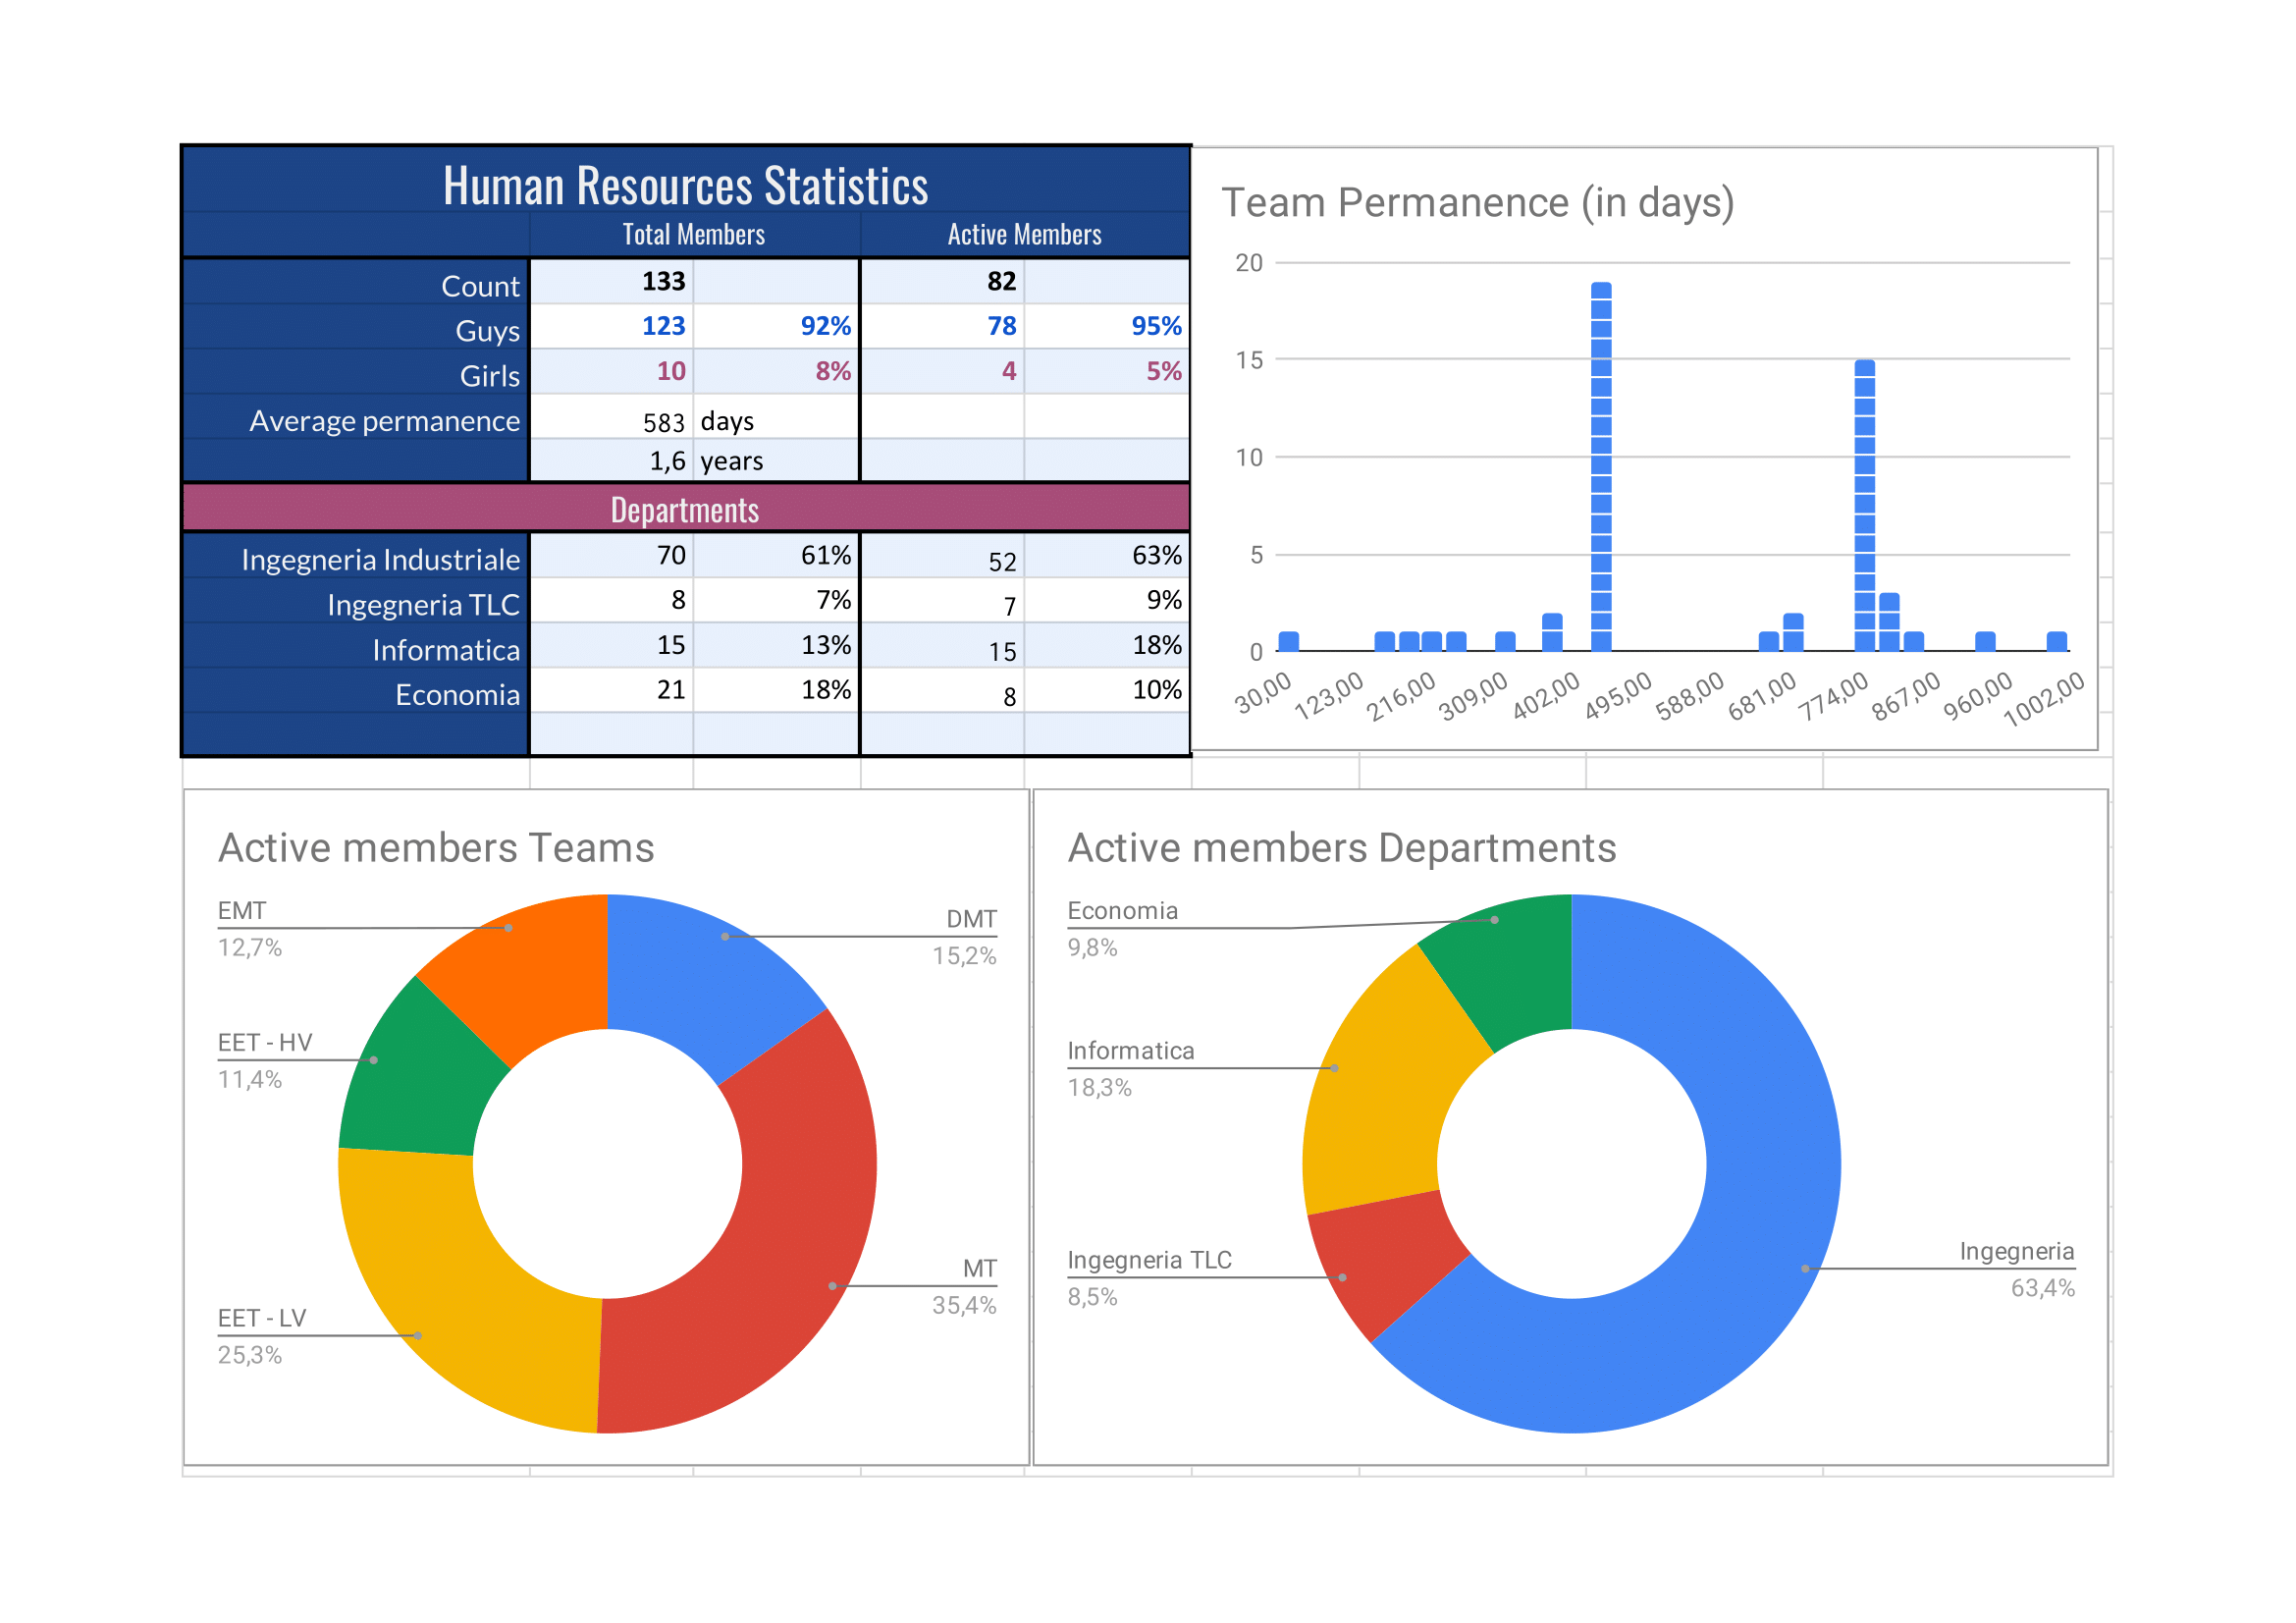 Human Resources Statistics
Total Members Active Members
Count 133 82
Guys 123 92% 78 95%
Girls 10 8% 4 5%
Average permanence 583 days
1,6 years
Departments
Ingegneria Industriale 70 61% 52 63%
Ingegneria TLC 8 7% 7 9%
Informatica 15 13% 15 18%
Economia 21 18% 8 10%
Team Permanence (in days)
20
15
10
5
0
30,00 123,00 216,00 309,00 402,00 495,00 588,00 681,00 774,00 867,00 960,00 1002,00
Active members Teams
EMT
12,7%
DMT
15,2%
EET - HV
11,4%
MT
35,4%
EET - LV
25,3%
Active members Departments
Economia
9,8%
Informatica
18,3%
Ingegneria TLC
8,5%
Ingegneria
63,4%